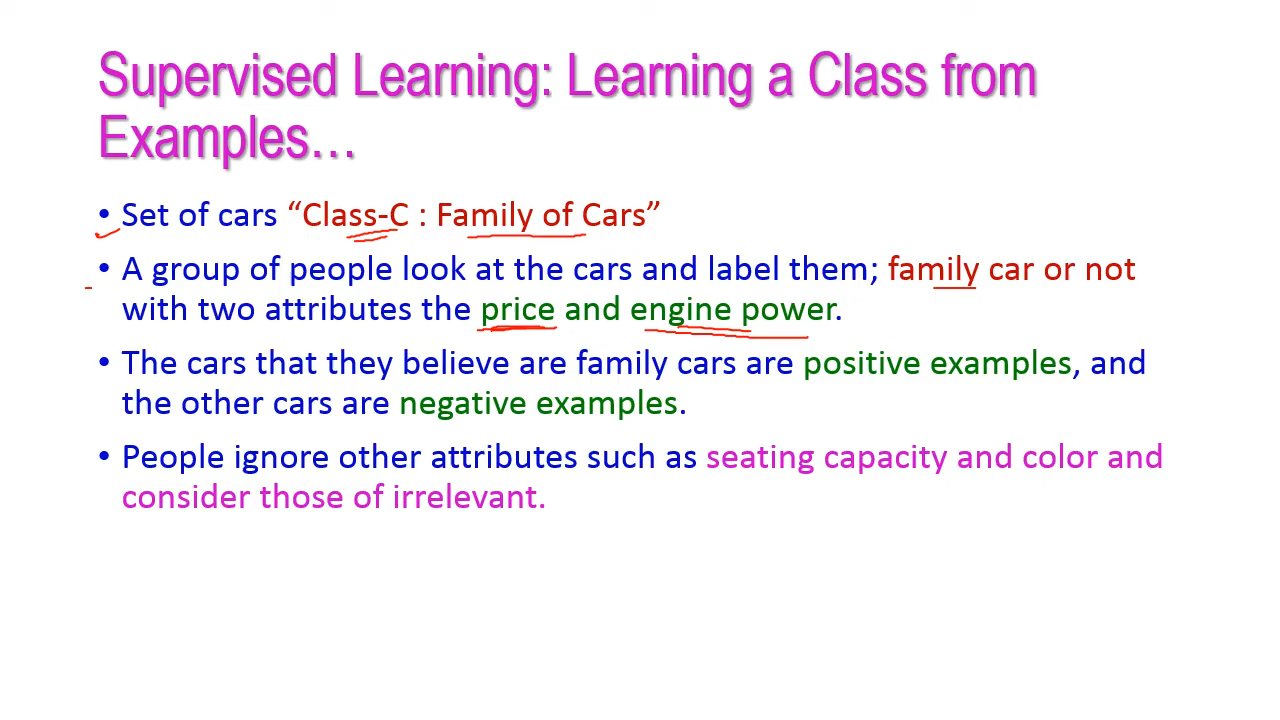 Supervised Learning: Learning a Class from
Examples…
• Set of cars “Class-C : Family of Cars”
• A group of people look at the cars and label them; family car or not
with two attributes the price and engine power.
• The cars that they believe are family cars are positive examples, and
the other cars are negative examples.
• People ignore other attributes such as seating capacity and color and
consider those of irrelevant.